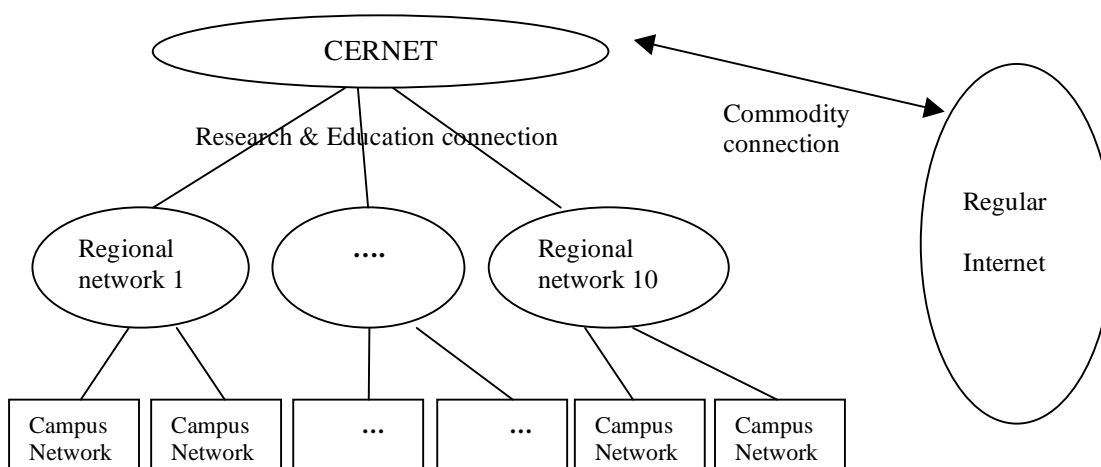 CERNET
Commodity
connection
Research & Education connection
Regular
Internet
Regional
network 1
....
Regional
network 10
Campus
Network
Campus
Network
...
...
Campus
Network
Campus
Network